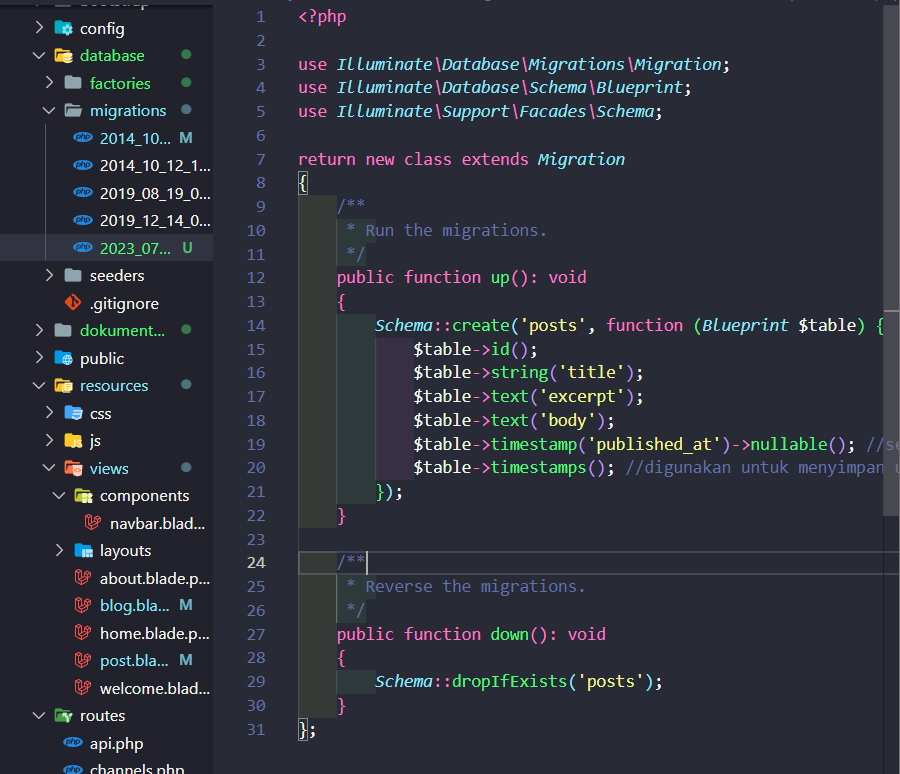 config
database
factories
migrations
2014_10... M
2014_10_12_1...
2019_08_19_0...
2019_12_14_0...
2023_07... U
seeders
.gitignore
dokument...
public
resources
css
js
views
components
navbar.blad...
layouts
about.blade.p...
blog.bla... M
home.blade.p...
post.bla... M
welcome.blad...
routes
api.php
channels.php
1 <?php
2
3 use Illuminate\Database\Migrations\Migration;
4 use Illuminate\Database\Schema\Blueprint;
5 use Illuminate\Support\Facades\Schema;
6
7 return new class extends Migration
8 {
9 /**
10 * Run the migrations.
11 */
12 public function up(): void
13 {
14 Schema::create('posts', function (Blueprint $table) {
15 $table->id();
16 $table->string('title');
17 $table->text('excerpt');
18 $table->text('body');
19 $table->timestamp('published_at')->nullable(); //se
20 $table->timestamps(); //digunakan untuk menyimpan
21 });
22 }
23
24 /**
25 * Reverse the migrations.
26 */
27 public function down(): void
28 {
29 Schema::dropIfExists('posts');
30 }
31 };